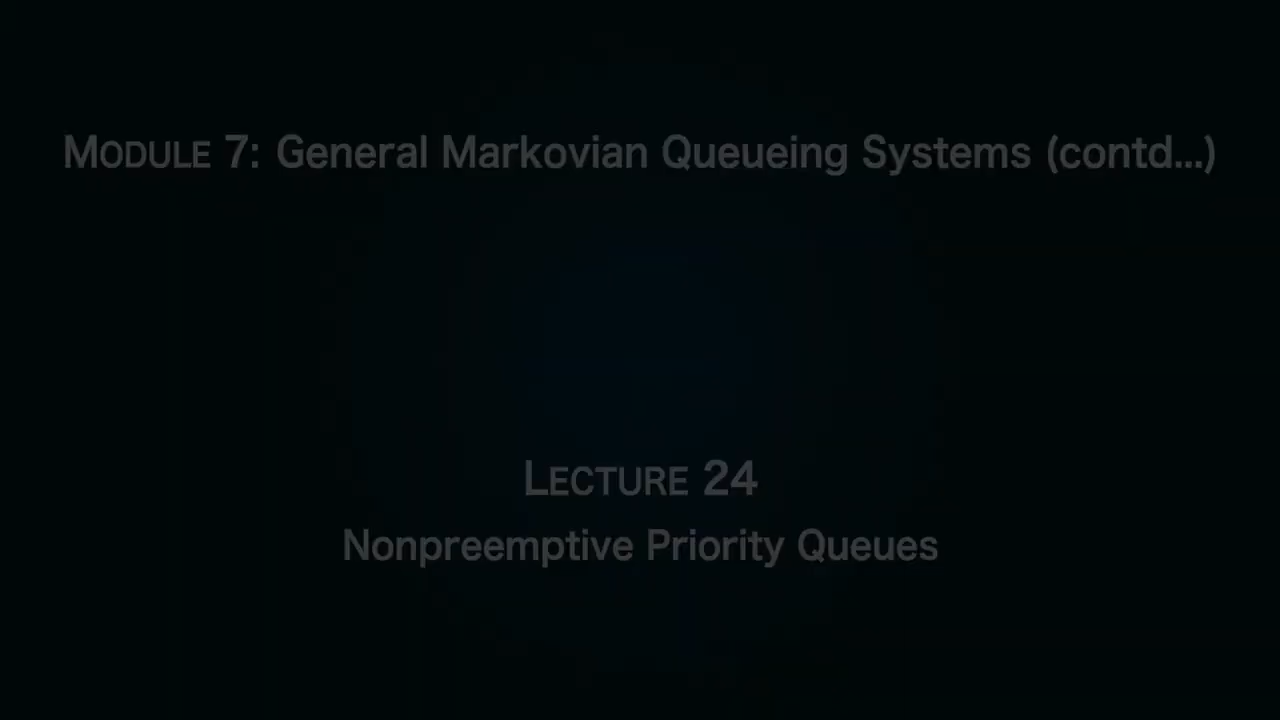 MODULE 7: General Markovian Queueing Systems (contd...)
LECTURE 24
Nonpreemptive Priority Queues